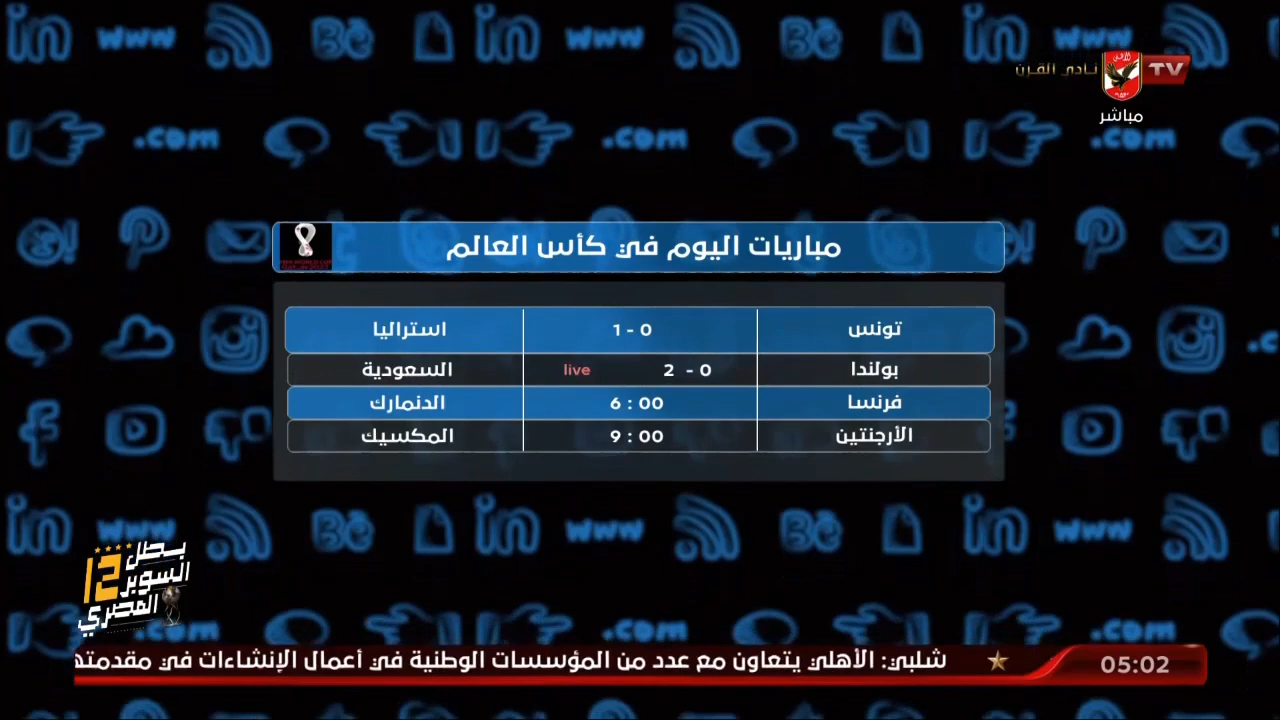 نادي القرن TV
مباشر
مباريات اليوم في كأس العالم
تونس 0 - 1 استراليا
بولندا 0 - 2 live السعودية
فرنسا 6 : 00 الدنمارك
الأرجنتين 9 : 00 المكسيك
بطل
السوبر 12
المصري
05:02 شلبي: الأهلي يتعاون مع عدد من المؤسسات الوطنية في أعمال الإنشاءات في مقدمته